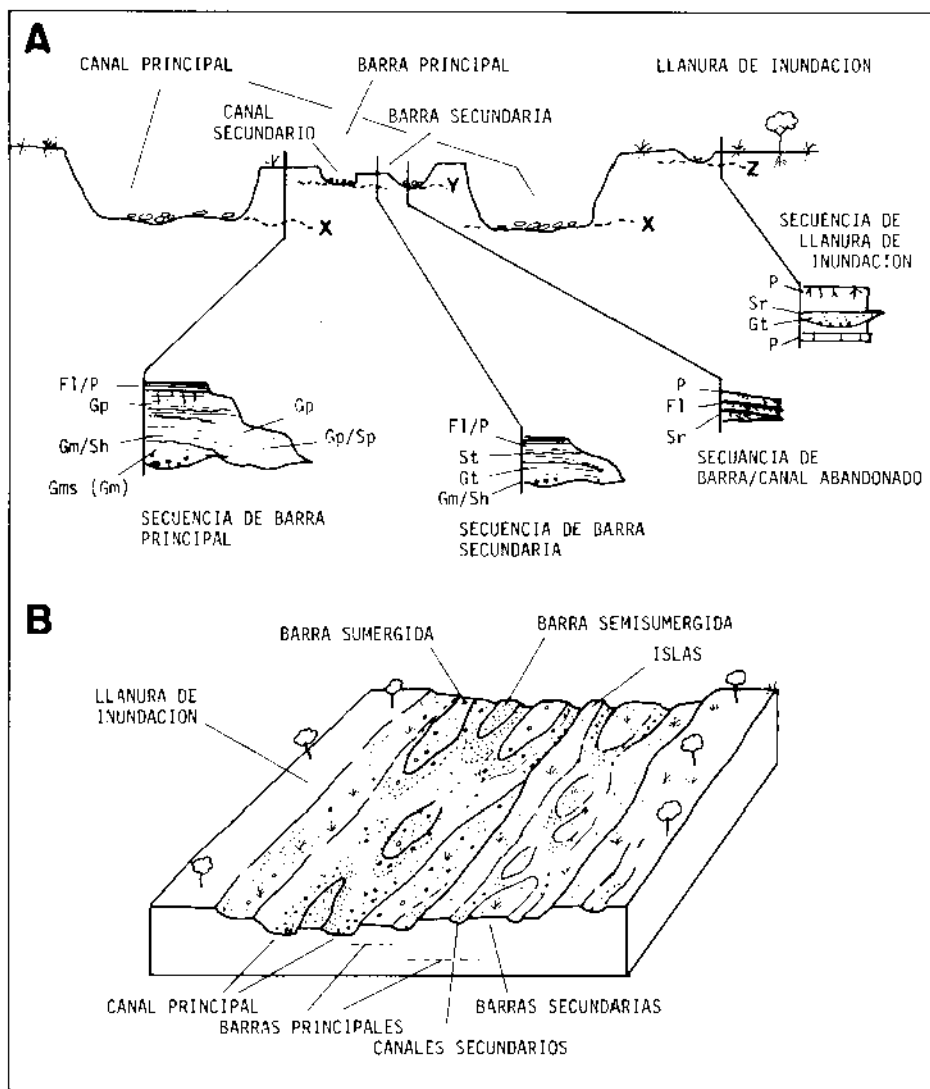 A
CANAL PRINCIPAL
BARRA PRINCIPAL
LLANURA DE INUNDACION
CANAL
SECUNDARIO
BARRA SECUNDARIA
X
Y
X
Z
SECUENCIA DE
LLANURA DE
INUNDACION
P
Sr
Gt
P
Fl/P
Gp
Gm/Sh
Gms (Gm)
Gp
Gp/Sp
SECUENCIA DE BARRA
PRINCIPAL
Fl/P
St
Gt
Gm/Sh
SECUENCIA DE BARRA
SECUNDARIA
P
Fl
Sr
SECUANCIA DE
BARRA/CANAL ABANDONADO
B
BARRA SUMERGIDA
BARRA SEMISUMERGIDA
ISLAS
LLANURA DE
INUNDACION
CANAL PRINCIPAL
BARRAS PRINCIPALES
CANALES SECUNDARIOS
BARRAS SECUNDARIAS